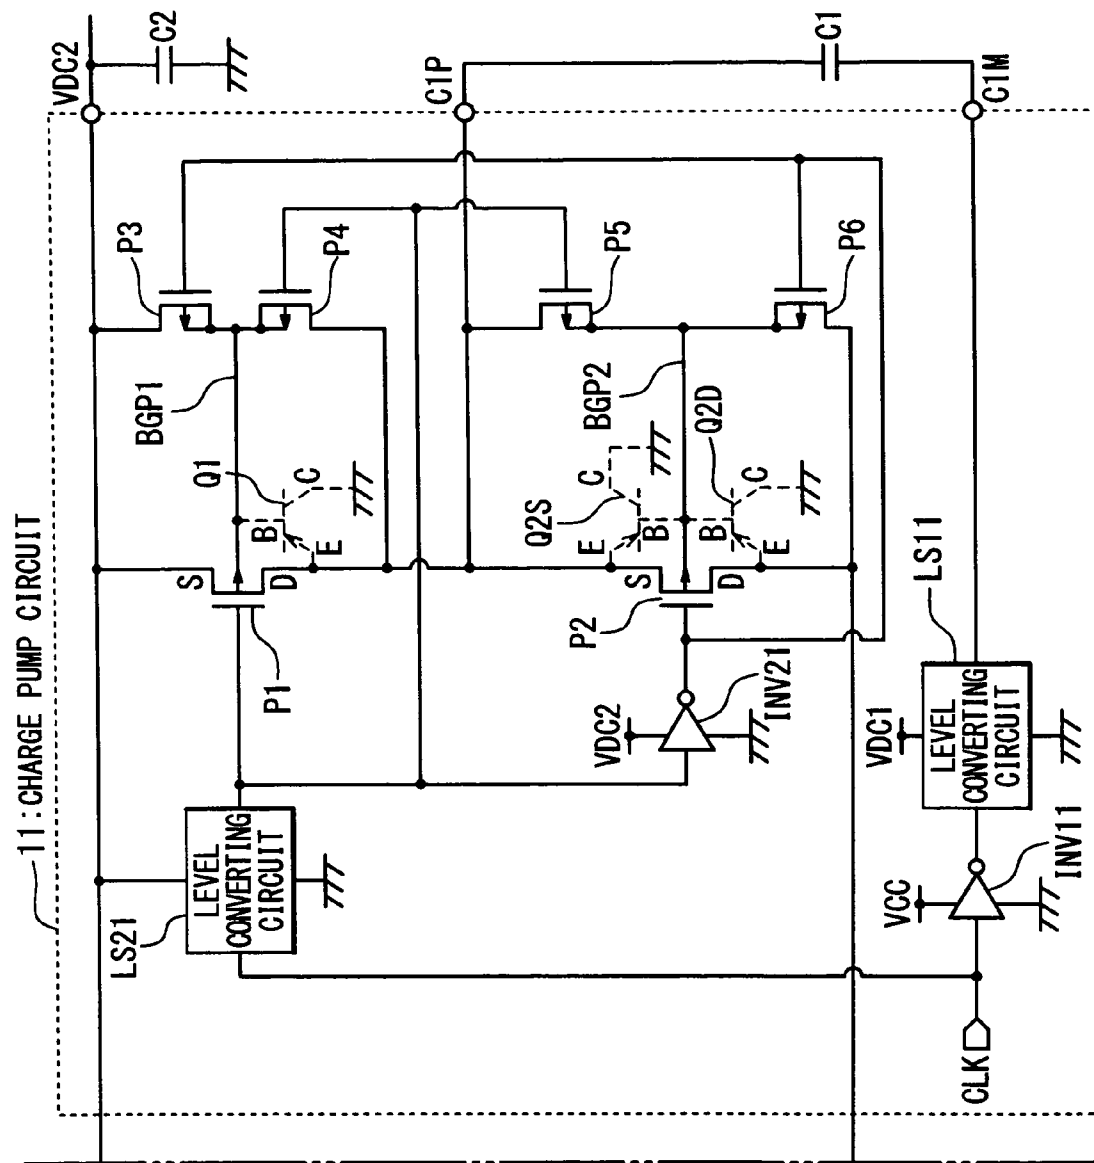 11:CHARGE PUMP CIRCUIT
VDC2
C2
P3
P4
BGP1
Q1
C
B
E
S
D
P1
LS21
LEVEL
CONVERTING
CIRCUIT
C1P
C1
C1M
P5
P6
BGP2
Q2D
Q2S
C
C
E
B
B
E
S
D
P2
VDC2
INV21
LS11
VDC1
LEVEL
CONVERTING
CIRCUIT
VCC
INV11
CLK